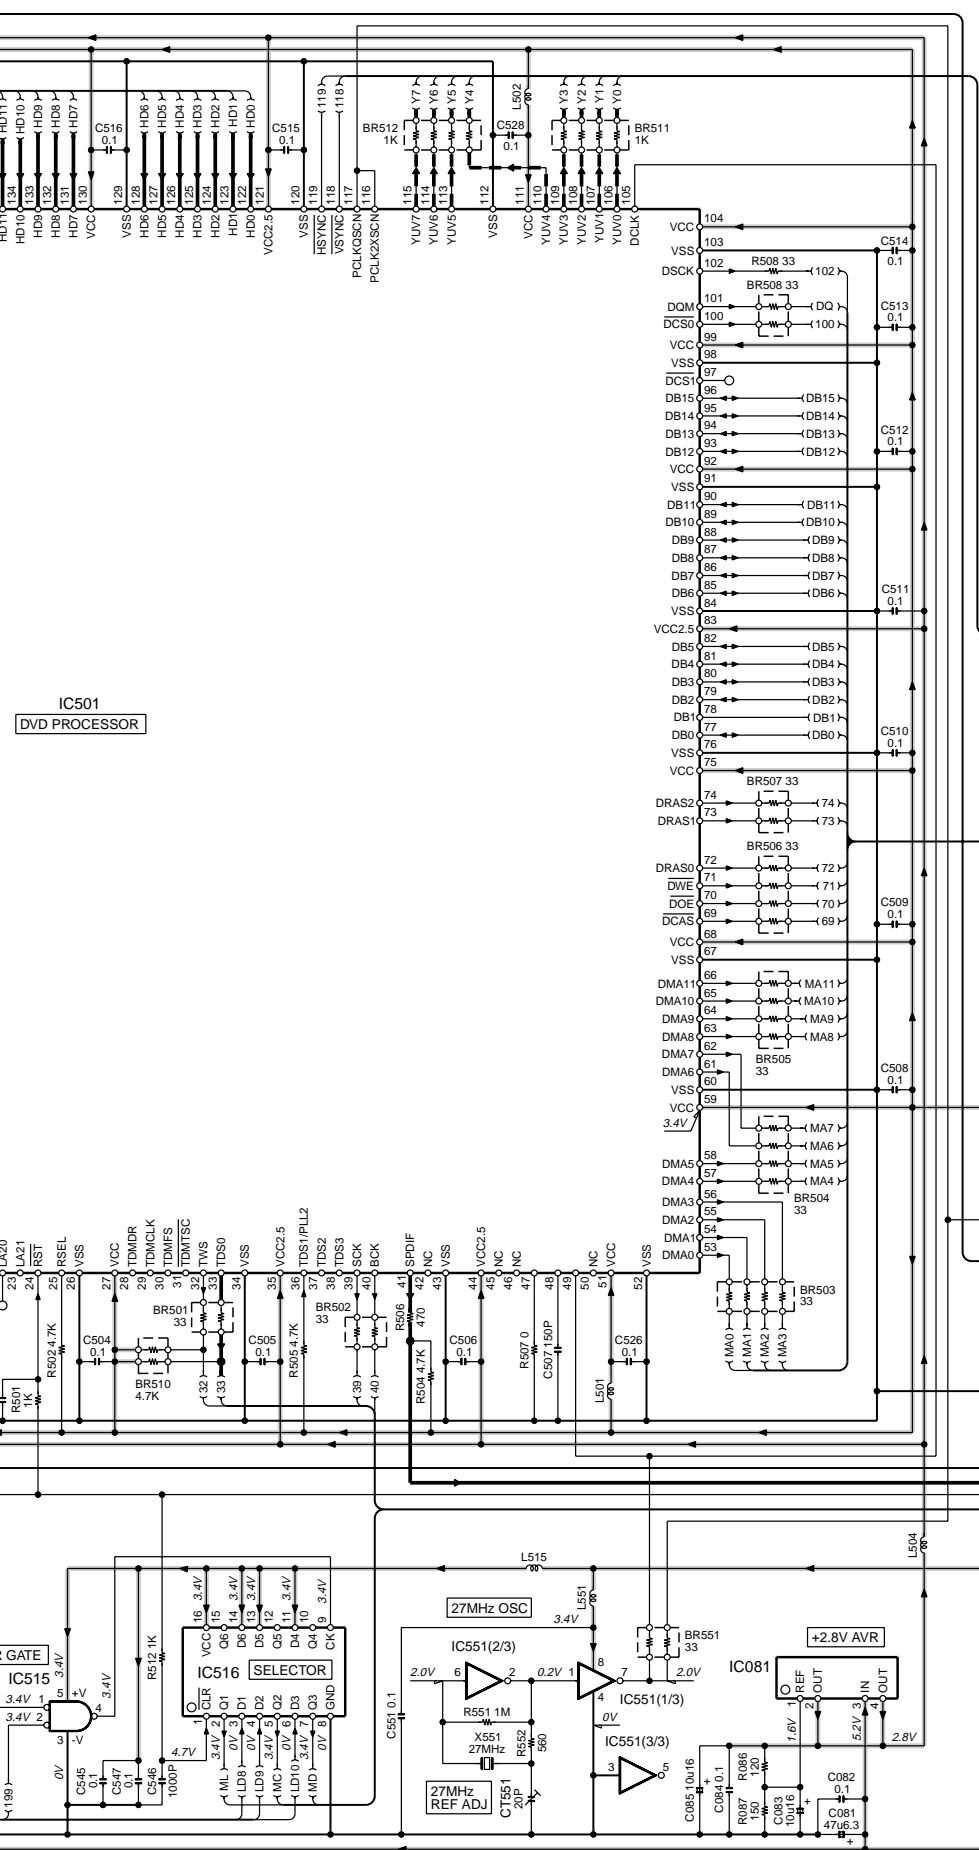 HD11
HD10
HD9
HD8
HD7
HD6
HD5
HD4
HD3
HD2
HD1
HD0
C516
0.1
C515
0.1
119
118
Y7
Y6
Y5
Y4
BR512
1K
C528
0.1
L502
Y3
Y2
Y1
Y0
BR511
1K
134
133
132
131
130
129
128
127
126
125
124
123
122
121
120
119
118
117
116
115
114
113
112
111
110
109
108
107
106
105
HD11
HD10
HD9
HD8
HD7
VCC
VSS
HD6
HD5
HD4
HD3
HD2
HD1
HD0
VCC2.5
VSS
HSYNC
VSYNC
PCLKQSCN
PCLK2XSCN
YUV7
YUV6
YUV5
VSS
VCC
YUV4
YUV3
YUV2
YUV1
YUV0
DCLK
VCC 104
VSS 103
C514
0.1
DSCK 102 R508 33 102
BR508 33
DQM 101 DQ
DCS0 100 100
C513
0.1
VCC 99
VSS 98
DCS1 97
DB15 96 DB15
DB14 95 DB14
DB13 94 DB13
DB12 93 DB12
C512
0.1
VCC 92
VSS 91
DB11 90 DB11
DB10 89 DB10
DB9 88 DB9
DB8 87 DB8
DB7 86 DB7
DB6 85 DB6
C511
0.1
VSS 84
VCC2.5 83
DB5 82 DB5
DB4 81 DB4
DB3 80 DB3
DB2 79 DB2
DB1 78 DB1
DB0 77 DB0
C510
0.1
VSS 76
VCC 75
IC501
DVD PROCESSOR
BR507 33
DRAS2 74 74
DRAS1 73 73
BR506 33
DRAS0 72 72
DWE 71 71
DOE 70 70
DCAS 69 69
C509
0.1
VCC 68
VSS 67
DMA11 66 MA11
DMA10 65 MA10
DMA9 64 MA9
DMA8 63 MA8
DMA7 62
BR505
33
DMA6 61
C508
0.1
VSS 60
VCC 59
3.4V
MA7
MA6
DMA5 58 MA5
DMA4 57 MA4
BR504
33
DMA3 56
DMA2 55
DMA1 54
DMA0 53
BR503
33
MA0
MA1
MA2
MA3
LA20
LA21
RST
RSEL
VSS
VCC
TDMDR
TDMCLK
TDMFS
TDMTSC
TWS
TDS0
VSS
VCC2.5
TDS1/PLL2
TDS2
TDS3
SCK
BCK
SPDIF
NC
VSS
VCC2.5
NC
NC
NC
VCC
VSS
23
24
25
26
27
28
29
30
31
32
33
34
35
36
37
38
39
40
41
42
43
44
45
46
47
48
49
50
51
52
R501
1K
R502 4.7K
C504
0.1
BR510
4.7K
BR501
33
32
33
C505
0.1
R505 4.7K
BR502
33
39
40
R506
470
R504 4.7K
C506
0.1
R507 0
C507 150P
L501
C526
0.1
L504
L515
L551
27MHz OSC
3.4V
R GATE
IC515
3.4V
3.4V
3.4V
3.4V
1
2
3
4
5
+V
-V
0V
199
C545
0.1
C547
0.1
C546
1000P
R512 1K
4.7V
3.4V
3.4V
3.4V
3.4V
3.4V
16
15
14
13
12
11
10
9
VCC
Q6
D6
D5
Q5
D4
Q4
CK
IC516
SELECTOR
CLR
Q1
D1
D2
Q2
D3
Q3
GND
1
2
3
4
5
6
7
8
3.4V
0V
0V
5V
0V
3.4V
0V
ML
LD8
LD9
MC
LD10
MD
C551 0.1
IC551(2/3)
2.0V 6 2 0.2V 1 7 2.0V
8
4
R551 1M
X551
27MHz
R552
560
27MHz
REF ADJ
CT551
20P
IC551(1/3)
0V
IC551(3/3)
3 5
BR551
33
+2.8V AVR
IC081
REF
OUT
IN
OUT
1
2
3
4
1.6V
5.2V
2.8V
C085 10u16
C084 0.1
R086
120
R087
150
C083
10u16
C082
0.1
C081
47u6.3